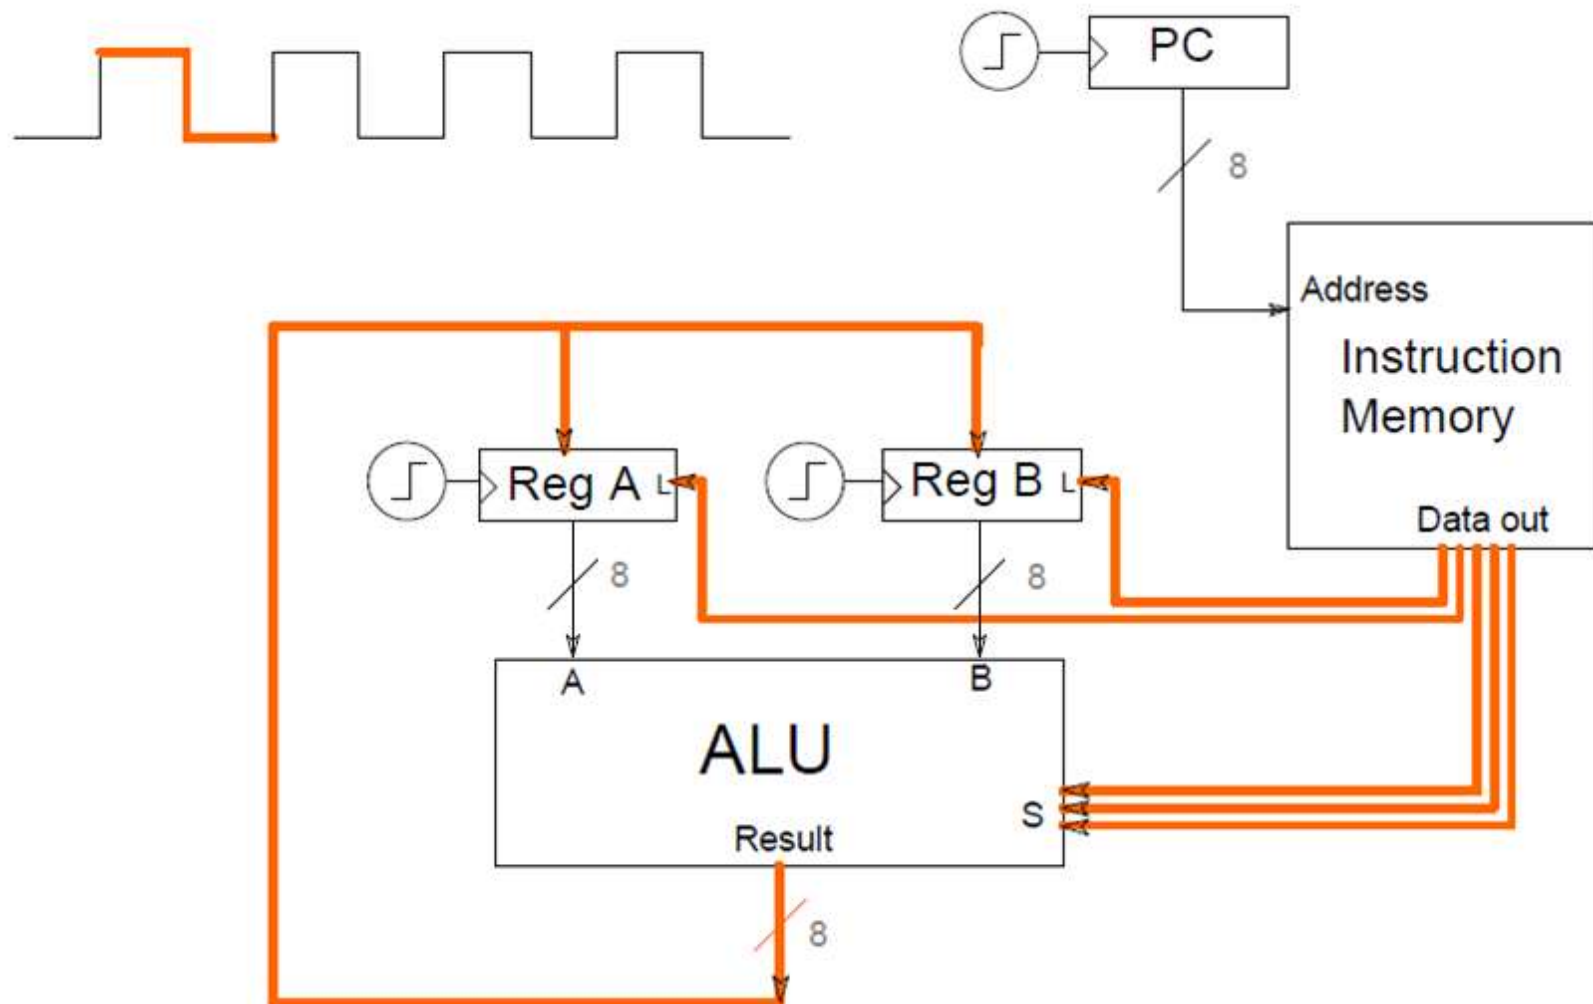 PC
8
Address
Instruction
Memory
Data out
Reg A L
Reg B L
8
8
A
B
ALU
S
Result
8